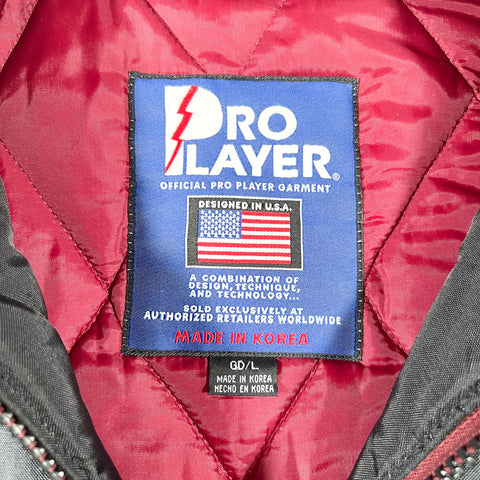 PRO
PLAYER®
OFFICIAL PRO PLAYER GARMENT
DESIGNED IN U.S.A.
A COMBINATION OF
DESIGN, TECHNIQUE,
AND TECHNOLOGY...
SOLD EXCLUSIVELY AT
AUTHORIZED RETAILERS WORLDWIDE
MADE IN KOREA
GD/L
MADE IN KOREA
HECHO EN KOREA